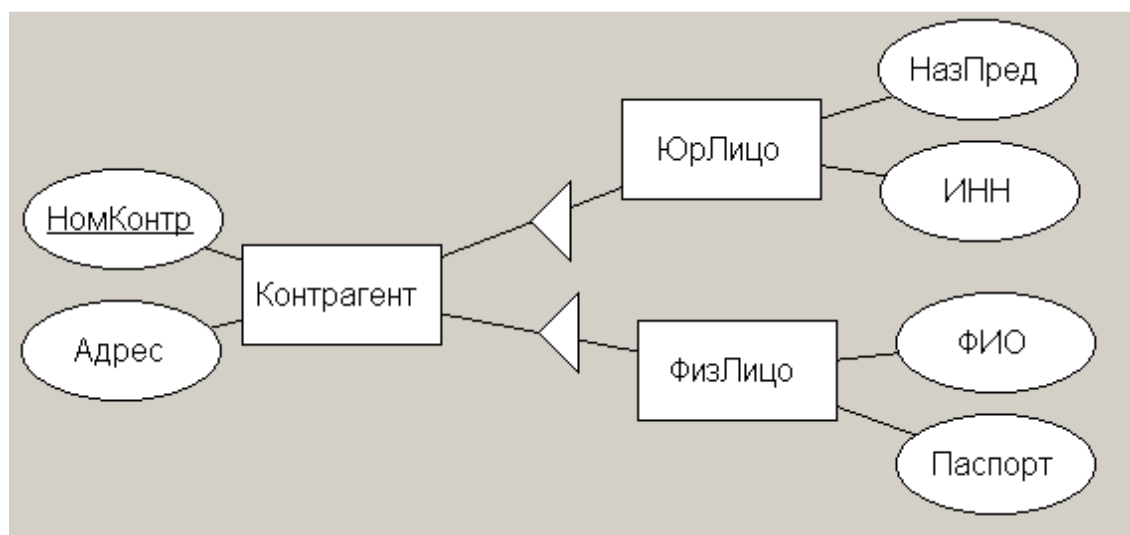 НазПред
ЮрЛицо
ИНН
НомКонтр
Контрагент
Адрес
ФИО
ФизЛицо
Паспорт